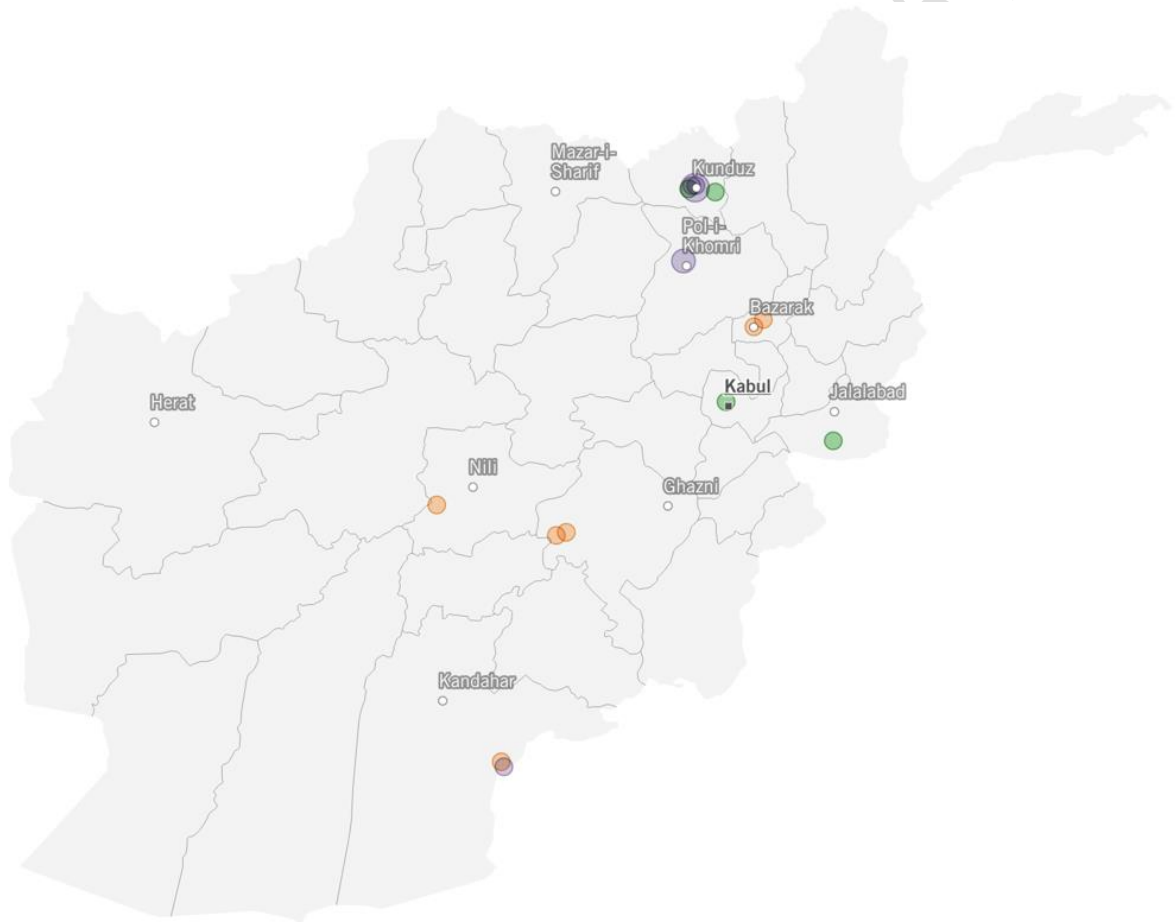 Mazar-i-
Sharif
Kunduz
Pol-i-
Khomri
Bazarak
Kabul
Jalalabad
Herat
Nili
Ghazni
Kandahar